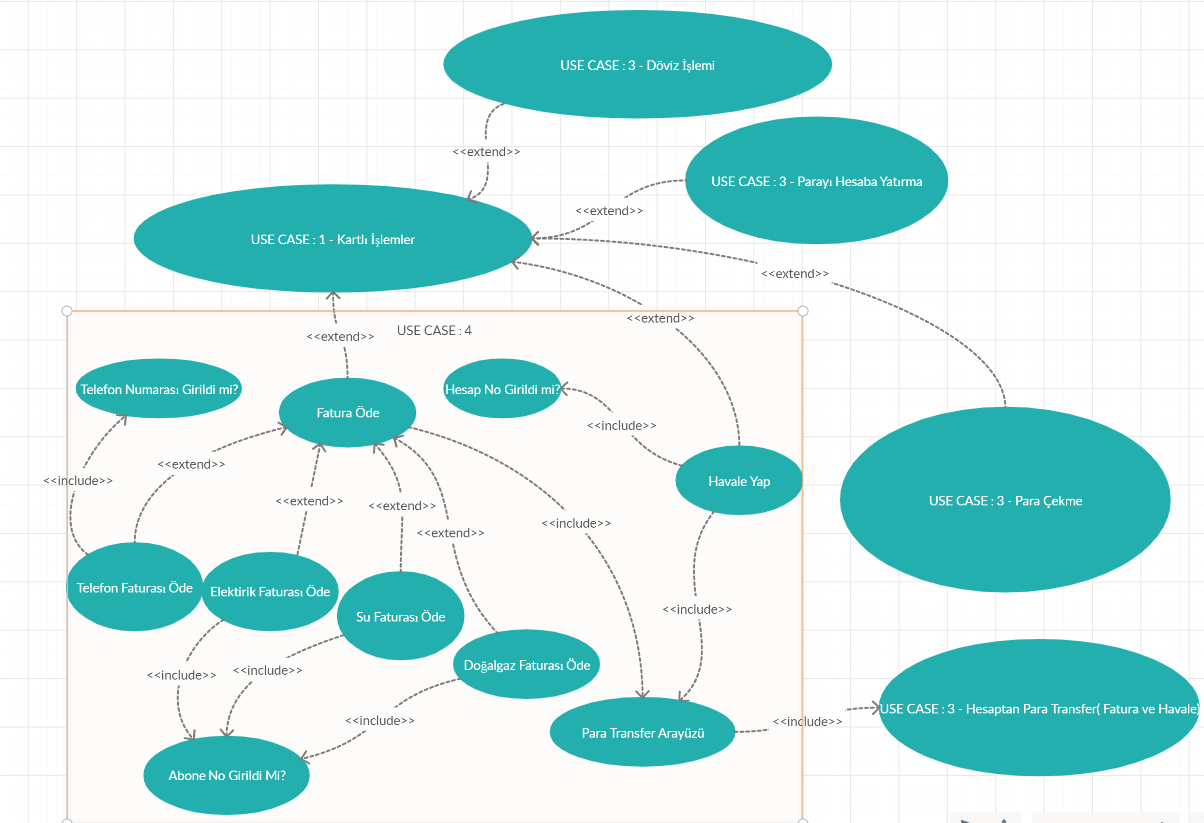 USE CASE : 3 - Döviz İşlemi
<<extend>>
USE CASE : 3 - Parayı Hesaba Yatırma
<<extend>>
USE CASE : 1 - Kartlı İşlemler
<<extend>>
<<extend>>
USE CASE : 4
<<extend>>
Telefon Numarası Girildi mi?
Hesap No Girildi mi?
Fatura Öde
<<include>>
<<extend>>
<<include>>
Havale Yap
<<extend>>
<<extend>>
USE CASE : 3 - Para Çekme
<<include>>
<<extend>>
Telefon Faturası Öde
Elektirik Faturası Öde
<<include>>
Su Faturası Öde
Doğalgaz Faturası Öde
<<include>>
<<include>>
USE CASE : 3 - Hesaptan Para Transfer( Fatura ve Havale)
<<include>>
<<include>>
Para Transfer Arayüzü
Abone No Girildi Mi?